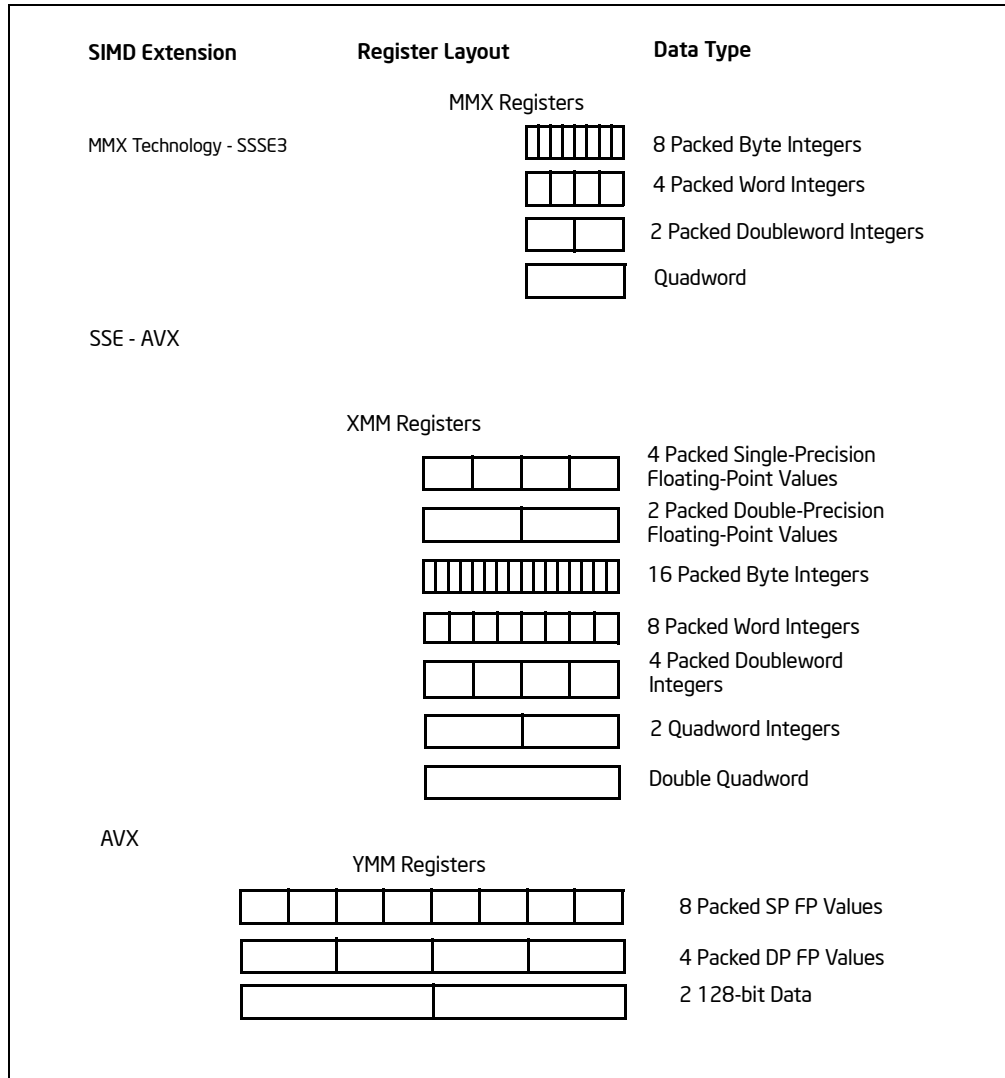 SIMD Extension Register Layout Data Type
MMX Registers
MMX Technology - SSSE3
8 Packed Byte Integers
4 Packed Word Integers
2 Packed Doubleword Integers
Quadword
SSE - AVX
XMM Registers
4 Packed Single-Precision
Floating-Point Values
2 Packed Double-Precision
Floating-Point Values
16 Packed Byte Integers
8 Packed Word Integers
4 Packed Doubleword
Integers
2 Quadword Integers
Double Quadword
AVX
YMM Registers
8 Packed SP FP Values
4 Packed DP FP Values
2 128-bit Data